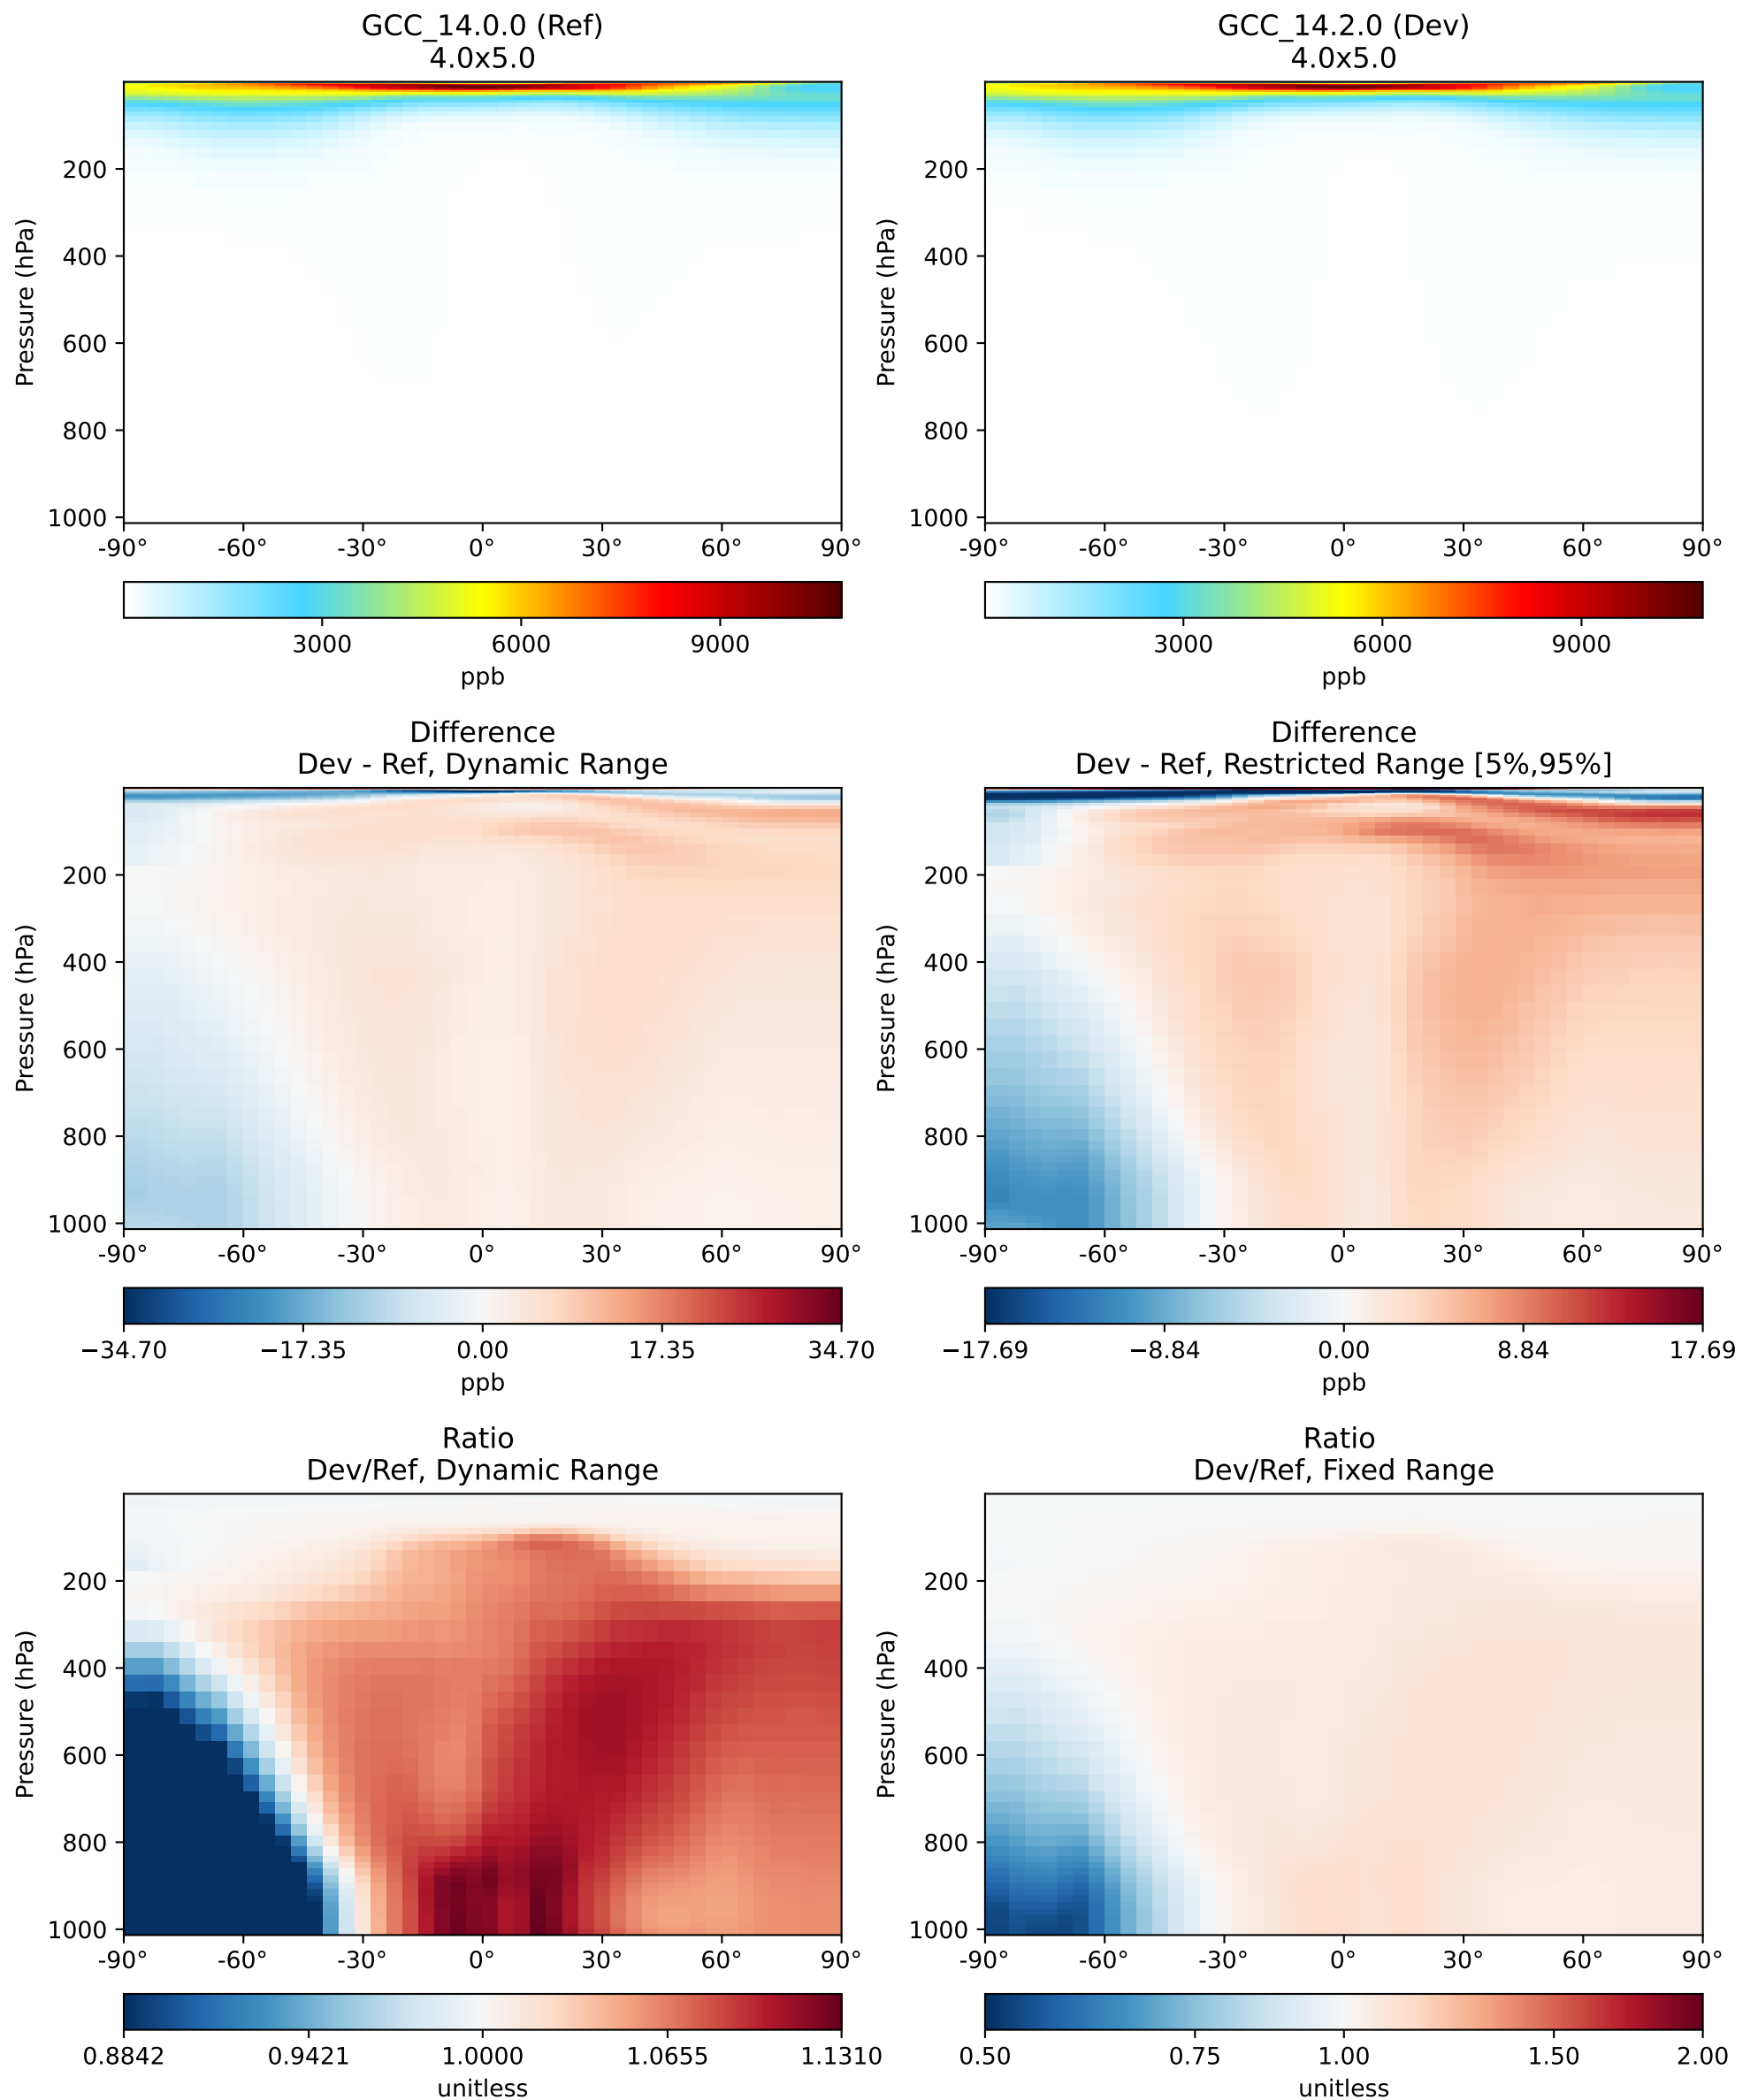 GCC_14.0.0 (Ref)
4.0x5.0
Pressure (hPa)
200
400
600
800
1000
-90° -60° -30° 0° 30° 60° 90°
3000 6000 9000
ppb
GCC_14.2.0 (Dev)
4.0x5.0
Pressure (hPa)
200
400
600
800
1000
-90° -60° -30° 0° 30° 60° 90°
3000 6000 9000
ppb
Difference
Dev - Ref, Dynamic Range
Pressure (hPa)
200
400
600
800
1000
-90° -60° -30° 0° 30° 60° 90°
−34.70 −17.35 0.00 17.35 34.70
ppb
Difference
Dev - Ref, Restricted Range [5%,95%]
Pressure (hPa)
200
400
600
800
1000
-90° -60° -30° 0° 30° 60° 90°
−17.69 −8.84 0.00 8.84 17.69
ppb
Ratio
Dev/Ref, Dynamic Range
Pressure (hPa)
200
400
600
800
1000
-90° -60° -30° 0° 30° 60° 90°
0.8842 0.9421 1.0000 1.0655 1.1310
unitless
Ratio
Dev/Ref, Fixed Range
Pressure (hPa)
200
400
600
800
1000
-90° -60° -30° 0° 30° 60° 90°
0.50 0.75 1.00 1.50 2.00
unitless